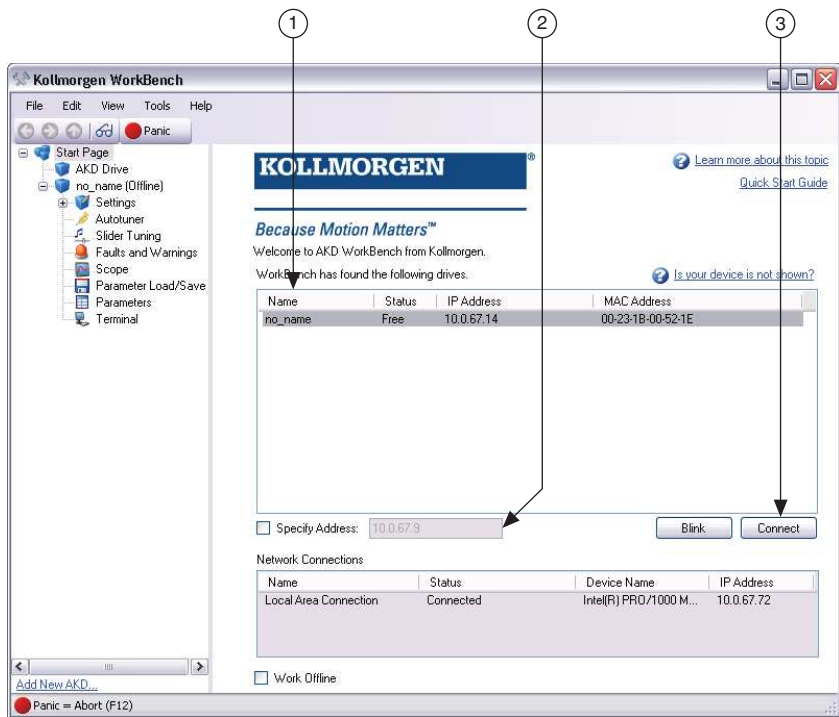 1 2 3
Kollmorgen WorkBench
File Edit View Tools Help
Panic
Start Page
AKD Drive
no_name (Offline)
Settings
Autotuner
Slider Tuning
Faults and Warnings
Scope
Parameter Load/Save
Parameters
Terminal
Add New AKD...
KOLLMORGEN®
Because Motion Matters™
Learn more about this topic
Quick Start Guide
Welcome to AKD WorkBench from Kollmorgen.
WorkBench has found the following drives.
Is your device is not shown?
Name Status IP Address MAC Address
no_name Free 10.0.67.14 00-23-1B-00-52-1E
Specify Address: 10.0.67.9 Blink Connect
Network Connections
Name Status Device Name IP Address
Local Area Connection Connected Intel(R) PRO/1000 M... 10.0.67.72
Work Offline
Panic = Abort (F12)